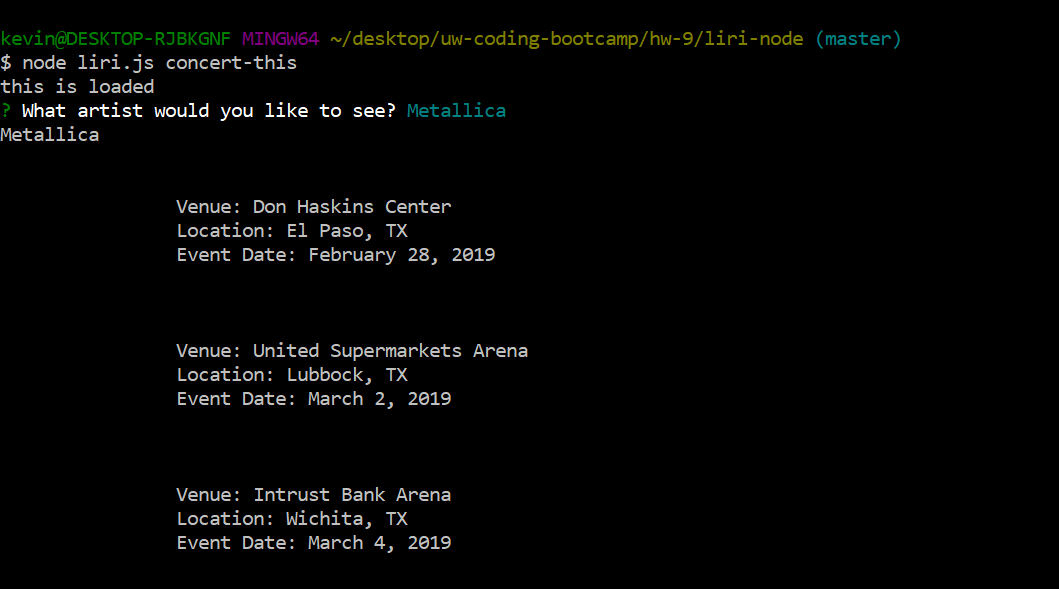 kevin@DESKTOP-RJBKGNF MINGW64 ~/desktop/uw-coding-bootcamp/hw-9/liri-node (master)
$ node liri.js concert-this
this is loaded
? What artist would you like to see? Metallica
Metallica
Venue: Don Haskins Center
Location: El Paso, TX
Event Date: February 28, 2019
Venue: United Supermarkets Arena
Location: Lubbock, TX
Event Date: March 2, 2019
Venue: Intrust Bank Arena
Location: Wichita, TX
Event Date: March 4, 2019